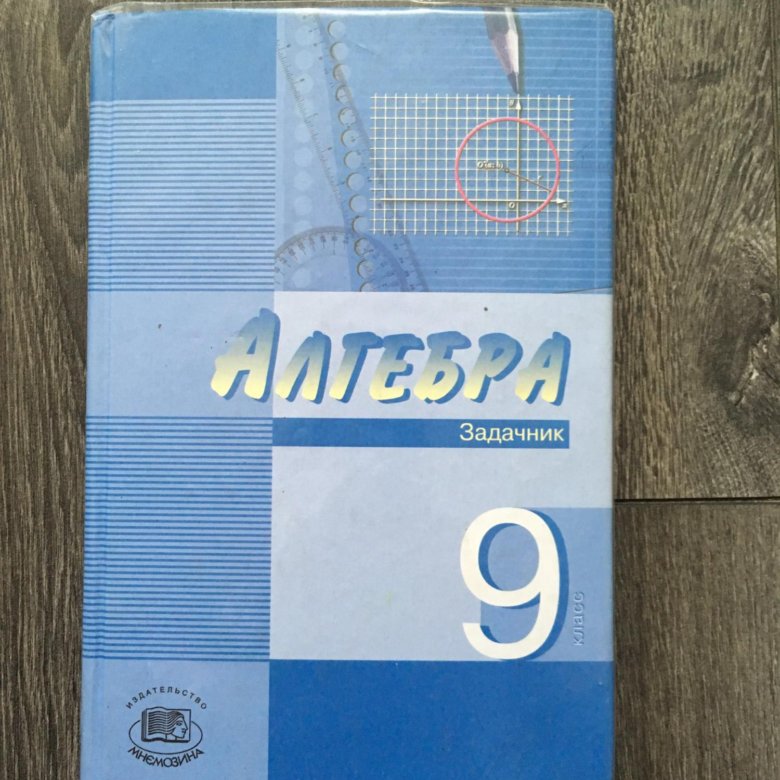 АЛГЕБРА
Задачник
9
класс
ИЗДАТЕЛЬСТВО
МНЕМОЗИНА